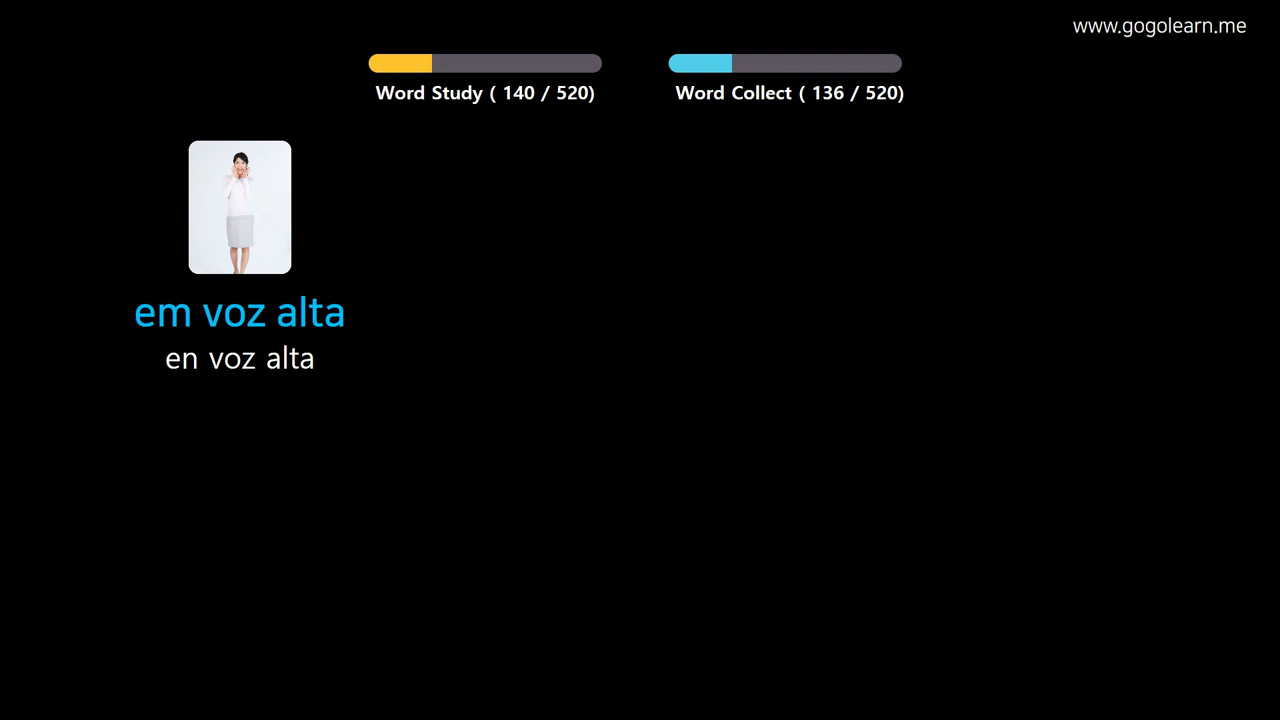 www.gogolearn.me
Word Study ( 140 / 520)
Word Collect ( 136 / 520)
em voz alta
en voz alta